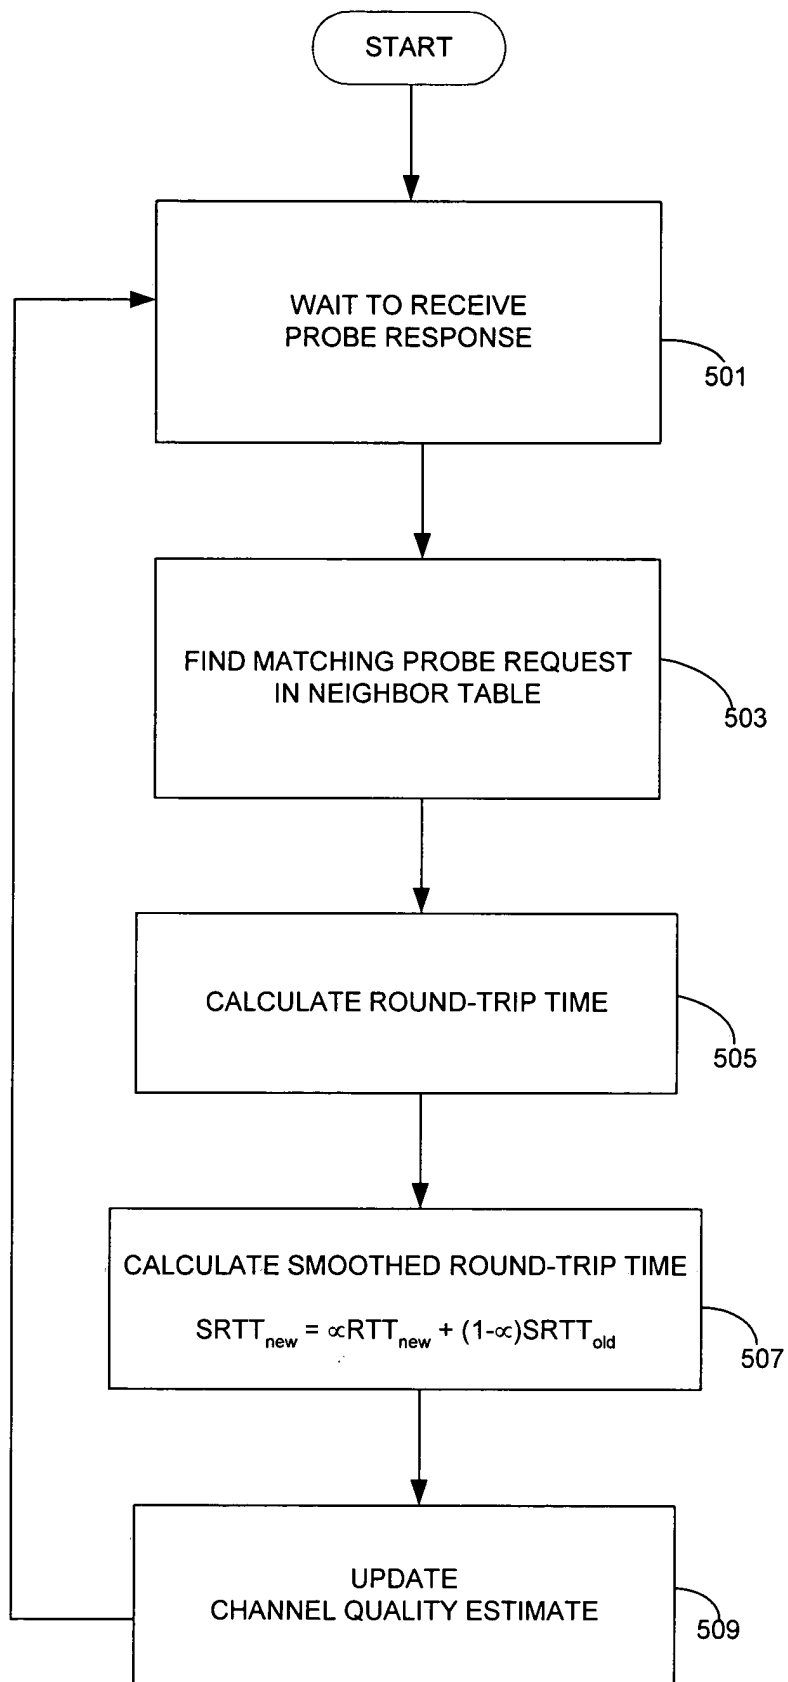 START
WAIT TO RECEIVE
PROBE RESPONSE
501
FIND MATCHING PROBE REQUEST
IN NEIGHBOR TABLE
503
CALCULATE ROUND-TRIP TIME
505
CALCULATE SMOOTHED ROUND-TRIP TIME
SRTTnew = ∝RTTnew + (1-∝)SRTTold
507
UPDATE
CHANNEL QUALITY ESTIMATE
509